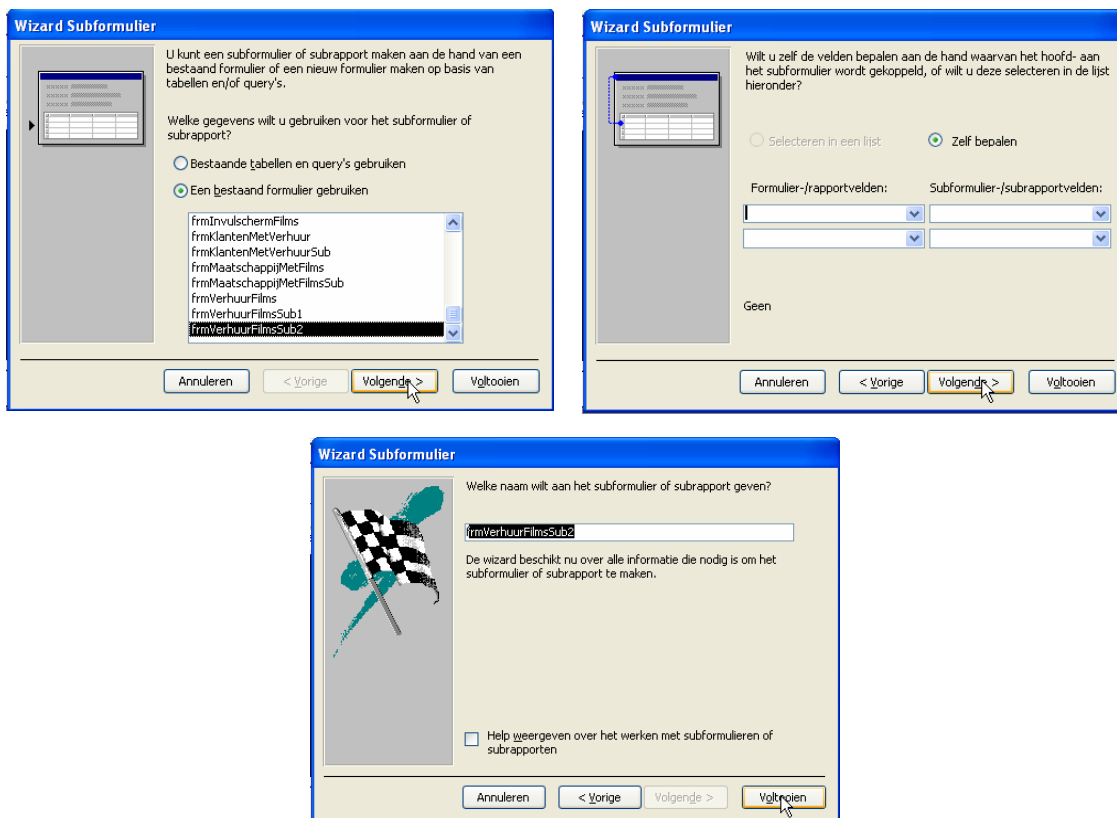 Wizard Subformulier
U kunt een subformulier of subrapport maken aan de hand van een
bestaand formulier of een nieuw formulier maken op basis van
tabellen en/of query's.
Welke gegevens wilt u gebruiken voor het subformulier of
subrapport?
Bestaande tabellen en query's gebruiken
Een bestaand formulier gebruiken
frmInvulschermFilms
frmKlantenMetVerhuur
frmKlantenMetVerhuurSub
frmMaatschappijMetFilms
frmMaatschappijMetFilmsSub
frmVerhuurFilms
frmVerhuurFilmsSub1
frmVerhuurFilmsSub2
Annuleren
< Vorige
Volgende >
Voltooien
Wizard Subformulier
Wilt u zelf de velden bepalen aan de hand waarvan het hoofd- aan
het subformulier wordt gekoppeld, of wilt u deze selecteren in de lijst
hieronder?
Selecteren in een lijst
Zelf bepalen
Formulier-/rapportvelden:
Subformulier-/subrapportvelden:
Geen
Annuleren
< Vorige
Volgende >
Voltooien
Wizard Subformulier
Welke naam wilt aan het subformulier of subrapport geven?
frmVerhuurFilmsSub2
De wizard beschikt nu over alle informatie die nodig is om het
subformulier of subrapport te maken.
Help weergeven over het werken met subformulieren of
subrapporten
Annuleren
< Vorige
Volgende >
Voltooien